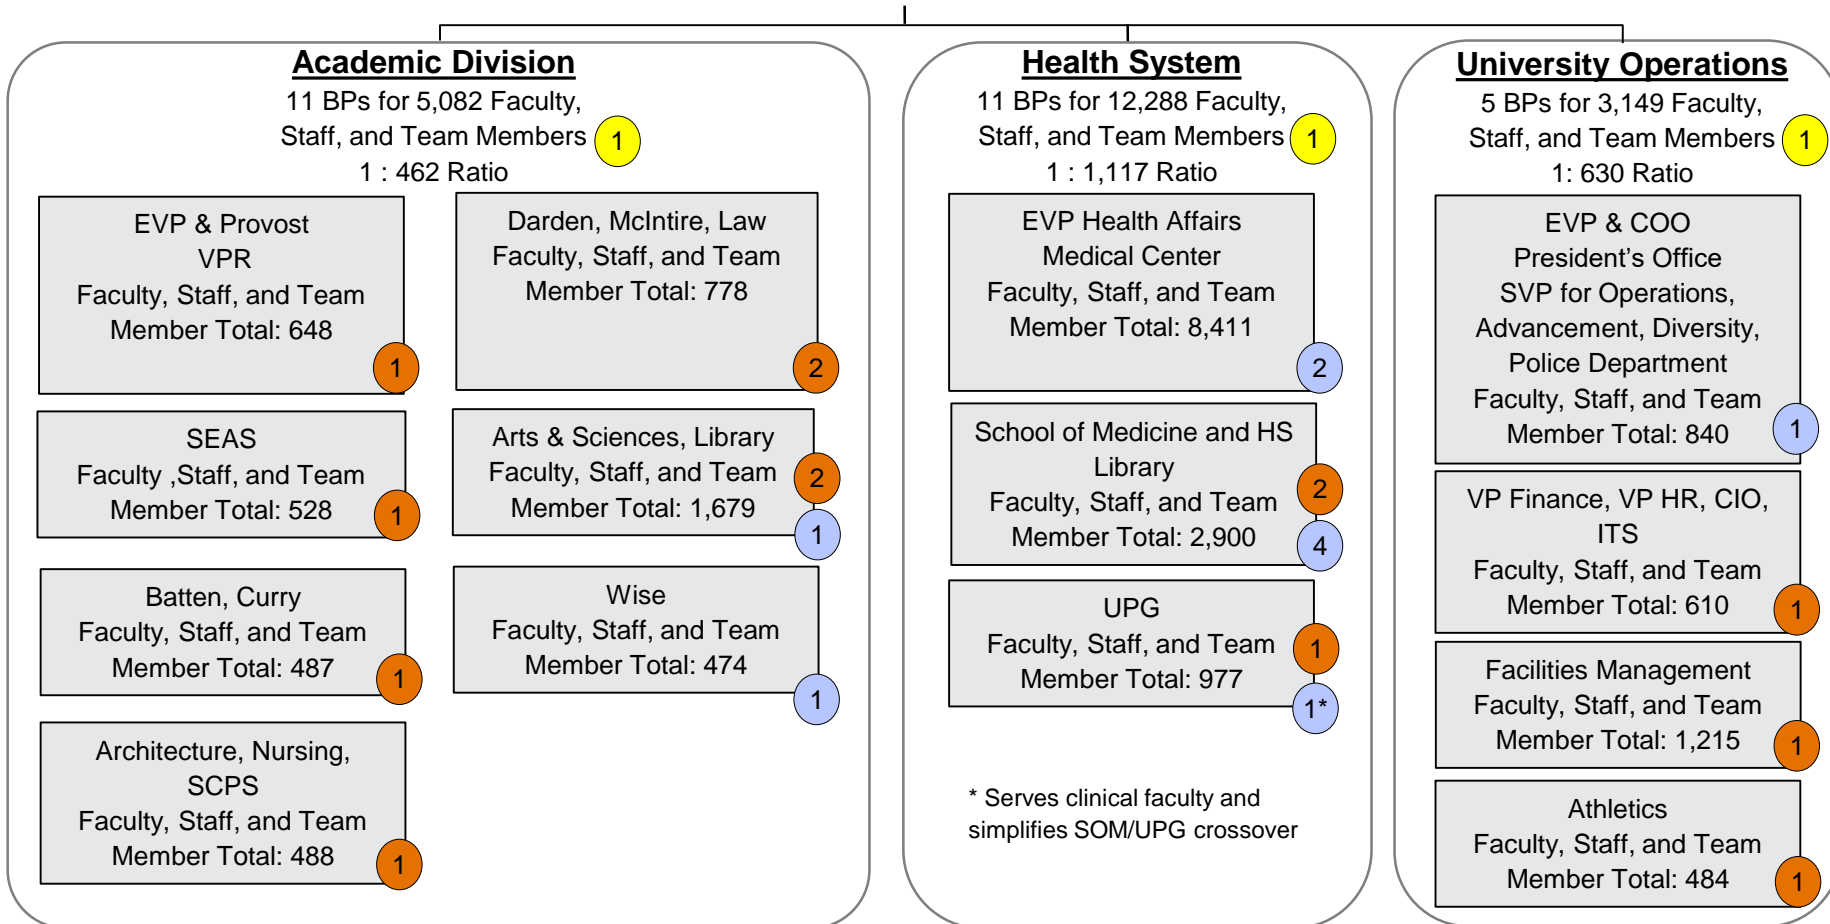 Academic Division
11 BPs for 5,082 Faculty,
Staff, and Team Members
1
1 : 462 Ratio
EVP & Provost
VPR
Faculty, Staff, and Team
Member Total: 648
1
Darden, McIntire, Law
Faculty, Staff, and Team
Member Total: 778
2
SEAS
Faculty ,Staff, and Team
Member Total: 528
1
Arts & Sciences, Library
Faculty, Staff, and Team
Member Total: 1,679
2
1
Batten, Curry
Faculty, Staff, and Team
Member Total: 487
1
Wise
Faculty, Staff, and Team
Member Total: 474
1
Architecture, Nursing,
SCPS
Faculty, Staff, and Team
Member Total: 488
1
Health System
11 BPs for 12,288 Faculty,
Staff, and Team Members
1
1 : 1,117 Ratio
EVP Health Affairs
Medical Center
Faculty, Staff, and Team
Member Total: 8,411
2
School of Medicine and HS
Library
Faculty, Staff, and Team
Member Total: 2,900
2
4
UPG
Faculty, Staff, and Team
Member Total: 977
1
1*
* Serves clinical faculty and
simplifies SOM/UPG crossover
University Operations
5 BPs for 3,149 Faculty,
Staff, and Team Members
1
1: 630 Ratio
EVP & COO
President’s Office
SVP for Operations,
Advancement, Diversity,
Police Department
Faculty, Staff, and Team
Member Total: 840
1
VP Finance, VP HR, CIO,
ITS
Faculty, Staff, and Team
Member Total: 610
1
Facilities Management
Faculty, Staff, and Team
Member Total: 1,215
1
Athletics
Faculty, Staff, and Team
Member Total: 484
1